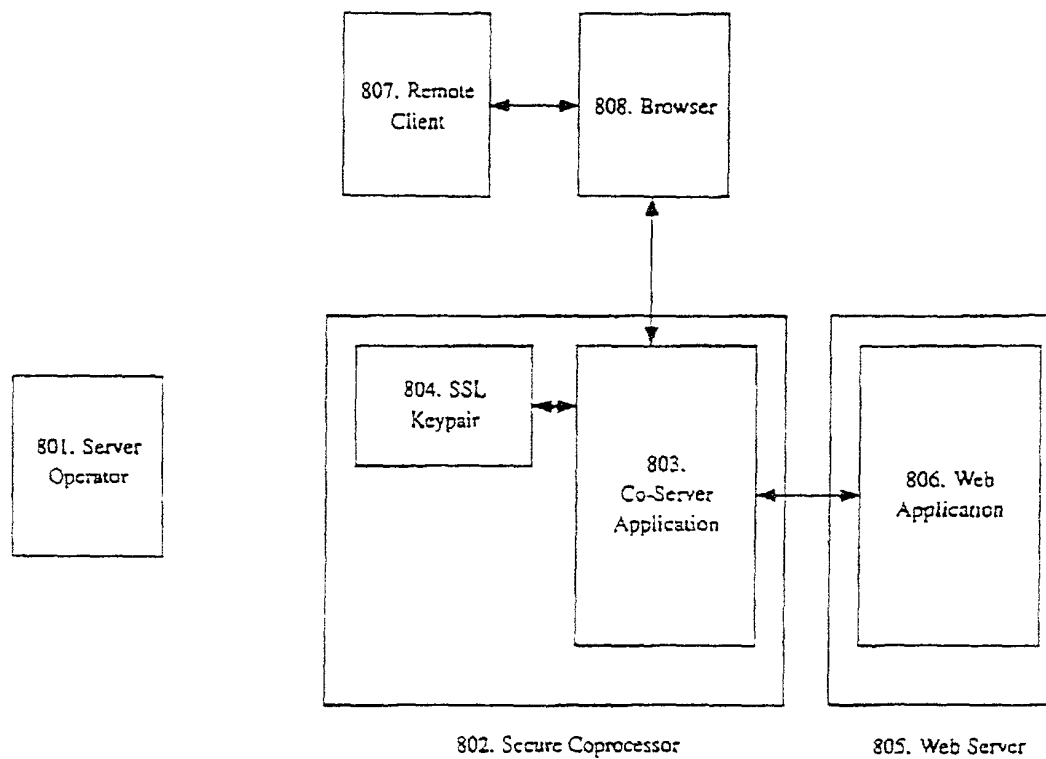 807. Remote
Client
808. Browser
804. SSL
Keypair
801. Server
Operator
803.
Co-Server
Application
806. Web
Application
802. Secure Coprocessor
805. Web Server